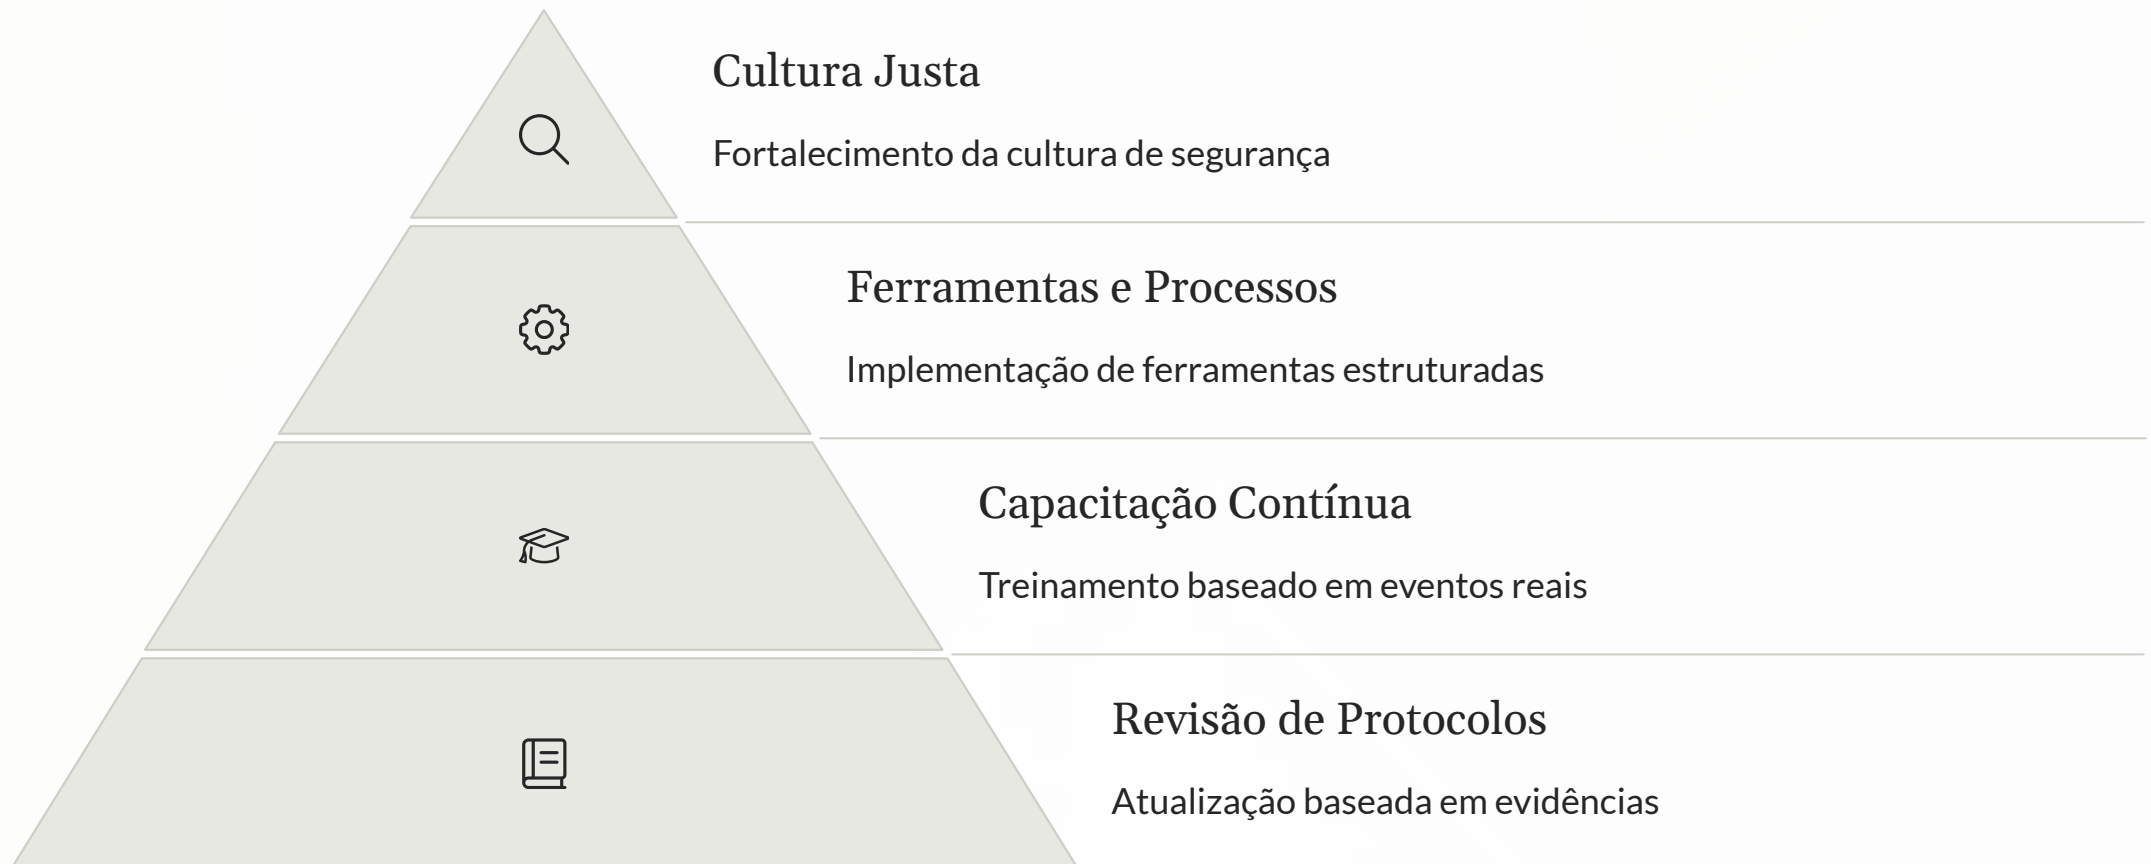 Cultura Justa
Fortalecimento da cultura de segurança
Ferramentas e Processos
Implementação de ferramentas estruturadas
Capacitação Contínua
Treinamento baseado em eventos reais
Revisão de Protocolos
Atualização baseada em evidências